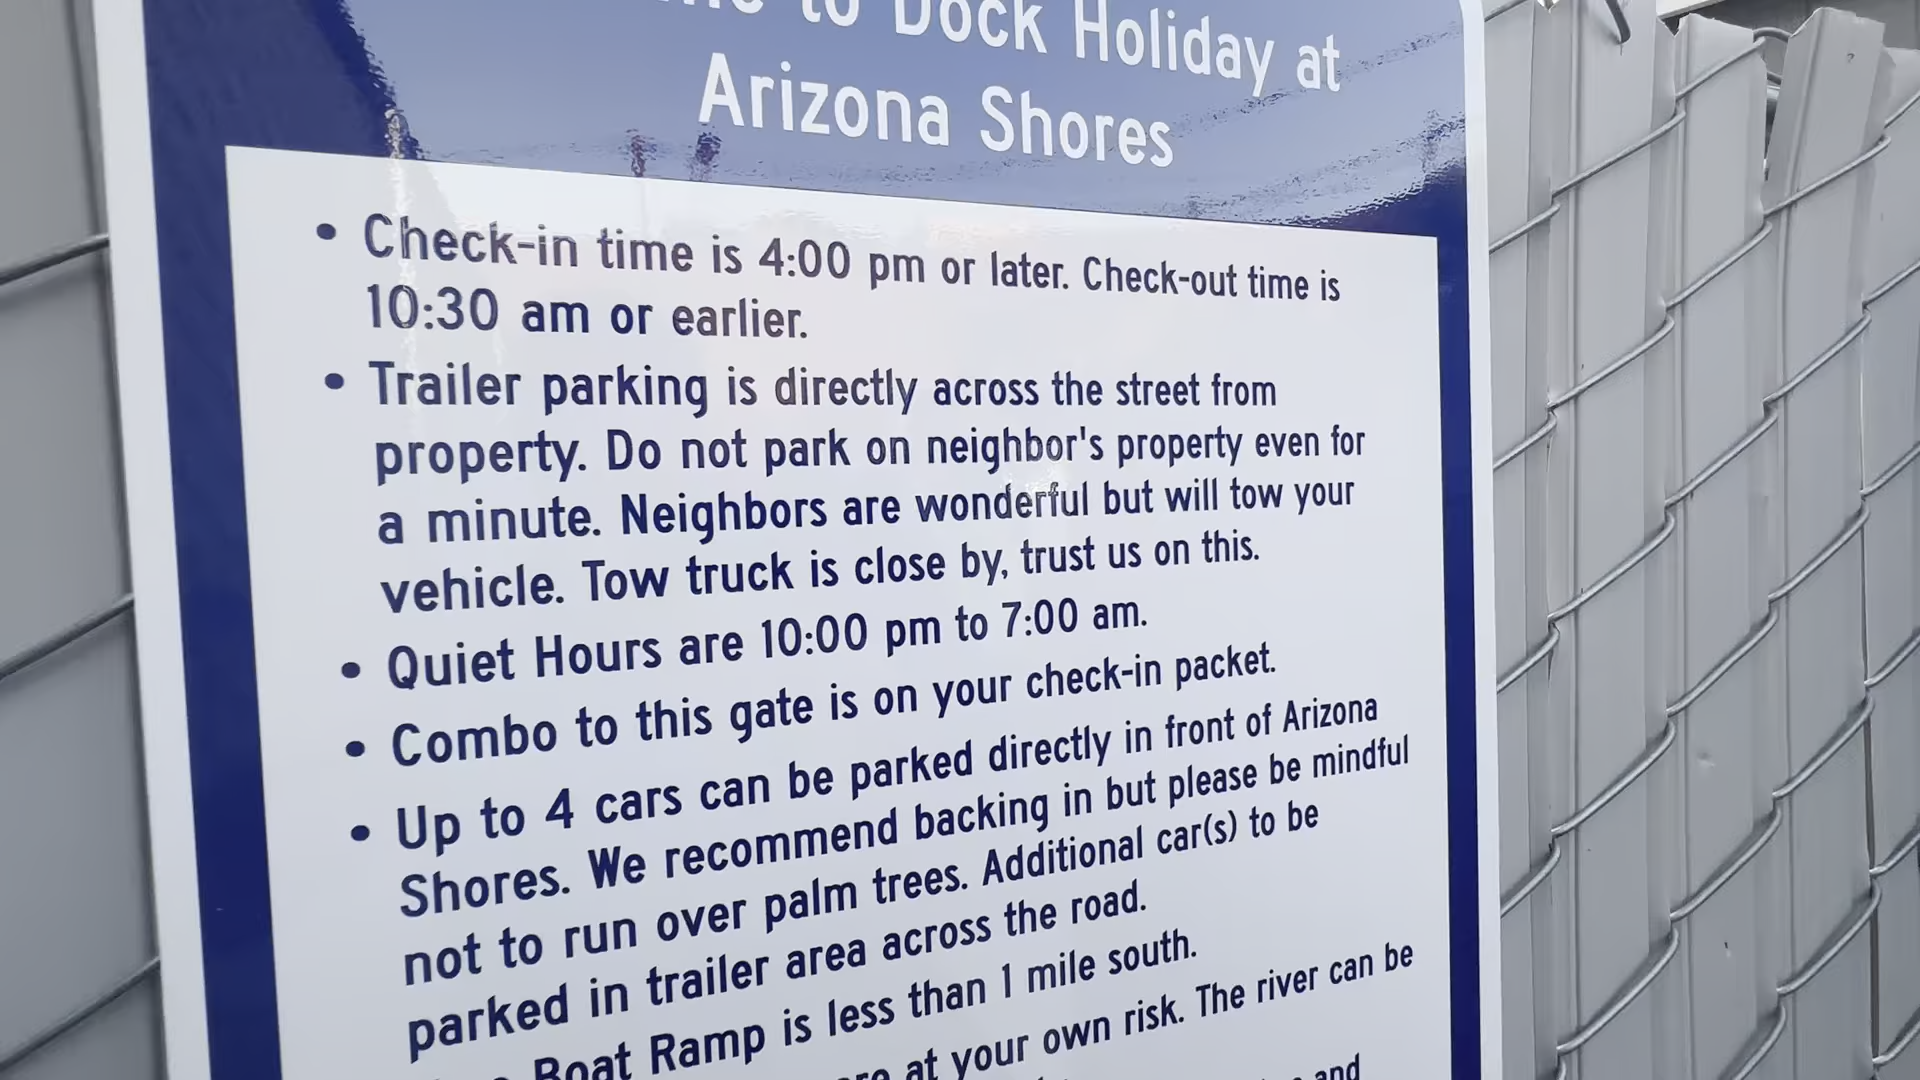 to Dock Holiday at
Arizona Shores
• Check-in time is 4:00 pm or later. Check-out time is
10:30 am or earlier.
• Trailer parking is directly across the street from
property. Do not park on neighbor's property even for
a minute. Neighbors are wonderful but will tow your
vehicle. Tow truck is close by, trust us on this.
• Quiet Hours are 10:00 pm to 7:00 am.
• Combo to this gate is on your check-in packet.
• Up to 4 cars can be parked directly in front of Arizona
Shores. We recommend backing in but please be mindful
not to run over palm trees. Additional car(s) to be
parked in trailer area across the road.
Boat Ramp is less than 1 mile south.
at your own risk. The river can be
and